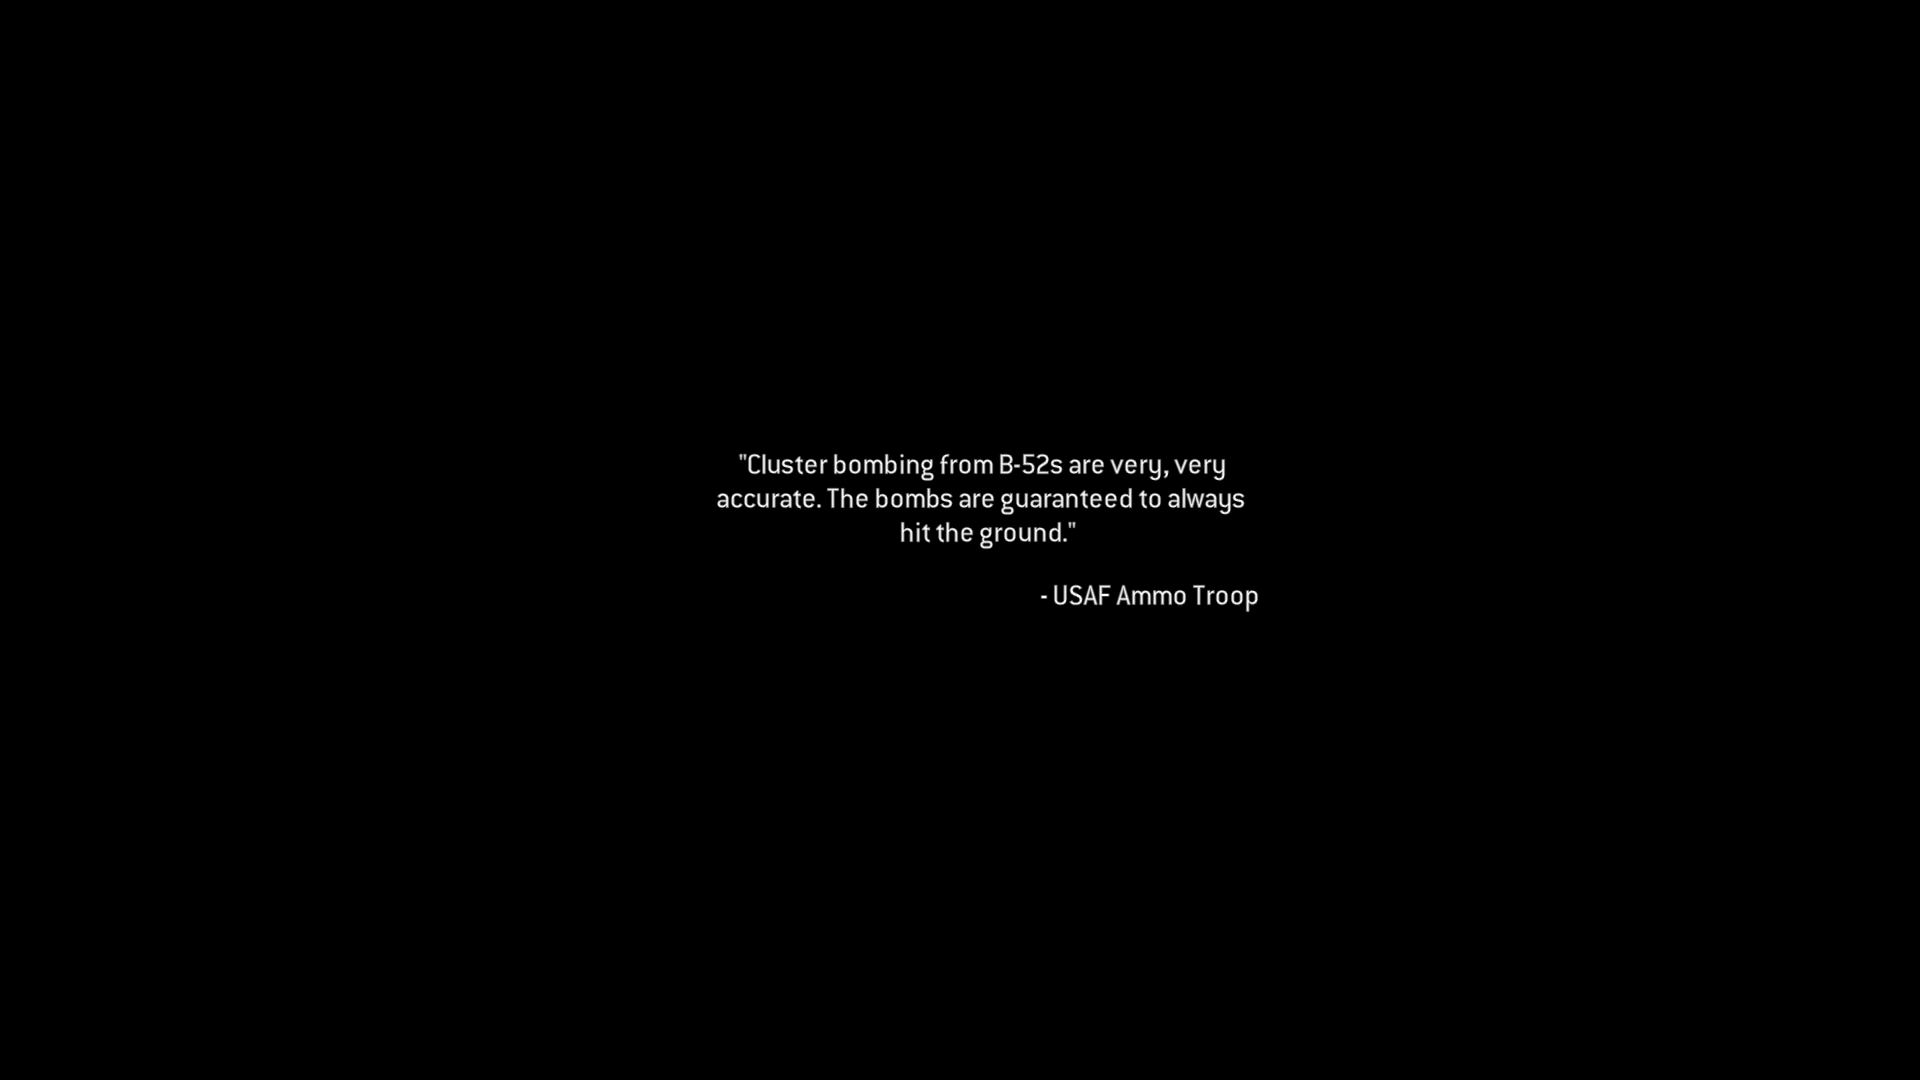 "Cluster bombing from B-52s are very, very
accurate. The bombs are guaranteed to always
hit the ground."
- USAF Ammo Troop